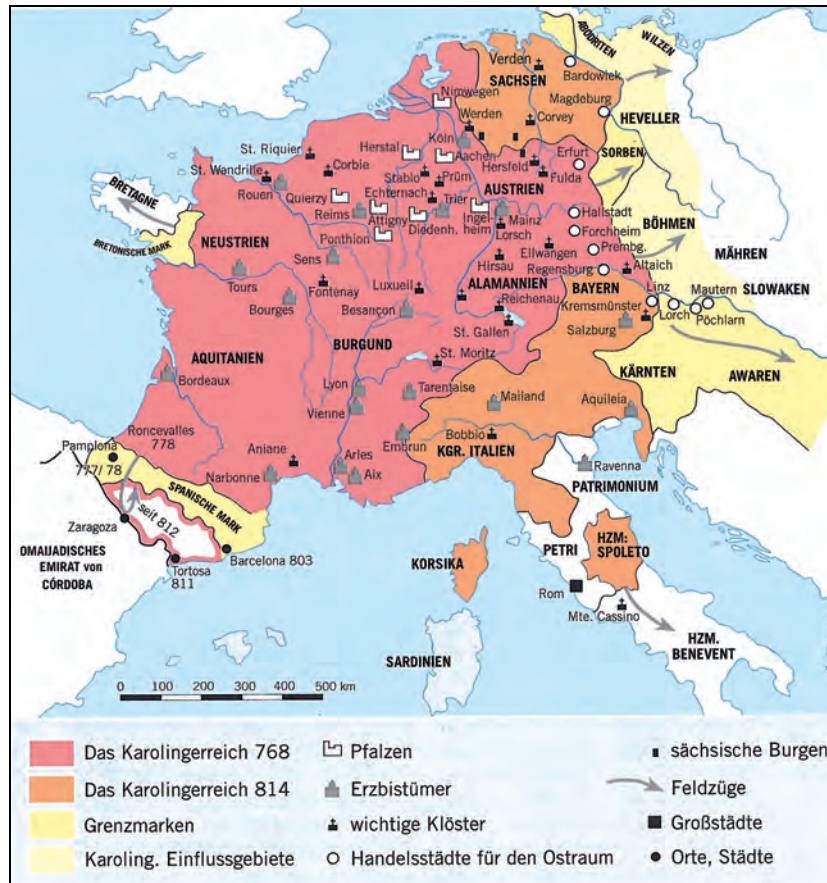 ABODRITEN
WILZEN
Verden
SACHSEN
Bardowiek
Nimwegen
Magdeburg
Werden
Corvey
HEVELLER
St. Riquier
Herstal
Köln
Aachen
Hersfeld
Erfurt
SORBEN
St. Wandrille
Corbie
Stablo
Prüm
Fulda
BRETAGNE
Rouen
Quierzy
Echternach
AUSTRIEN
Reims
Attigny
Trier
Ingel-
heim
Mainz
Hallstadt
BÖHMEN
Diedenh.
Lorsch
Forchheim
BRETONISCHE MARK
NEUSTRIEN
Ponthion
Ellwangen
Prembg.
MÄHREN
Sens
Hirsau
Regensburg
Altaich
SLOWAKEN
Tours
Fontenay
Luxeuil
ALAMANNIEN
BAYERN
Linz
Mautern
Bourges
Besançon
Reichenau
Kremsmünster
Lorch
Pöchlarn
St. Gallen
Salzburg
AQUITANIEN
BURGUND
St. Moritz
KÄRNTEN
AWAREN
Bordeaux
Lyon
Tarentaise
Mailand
Aquileia
Vienne
Roncevalles
778
Embrun
Bobbio
Pamplona
777/ 78
Aniane
Arles
KGR. ITALIEN
Ravenna
Narbonne
Aix
PATRIMONIUM
SPANISCHE MARK
seit 812
Zaragoza
PETRI
HZM:
SPOLETO
OMAIJADISCHES
EMIRAT von
CÓRDOBA
Tortosa
811
Barcelona 803
KORSIKA
Rom
Mte. Cassino
HZM.
BENEVENT
SARDINIEN
0 100 200 300 400 500 km
Das Karolingerreich 768
Pfalzen
sächsische Burgen
Das Karolingerreich 814
Erzbistümer
Feldzüge
Grenzmarken
wichtige Klöster
Großstädte
Karoling. Einflussgebiete
Handelsstädte für den Ostraum
Orte, Städte